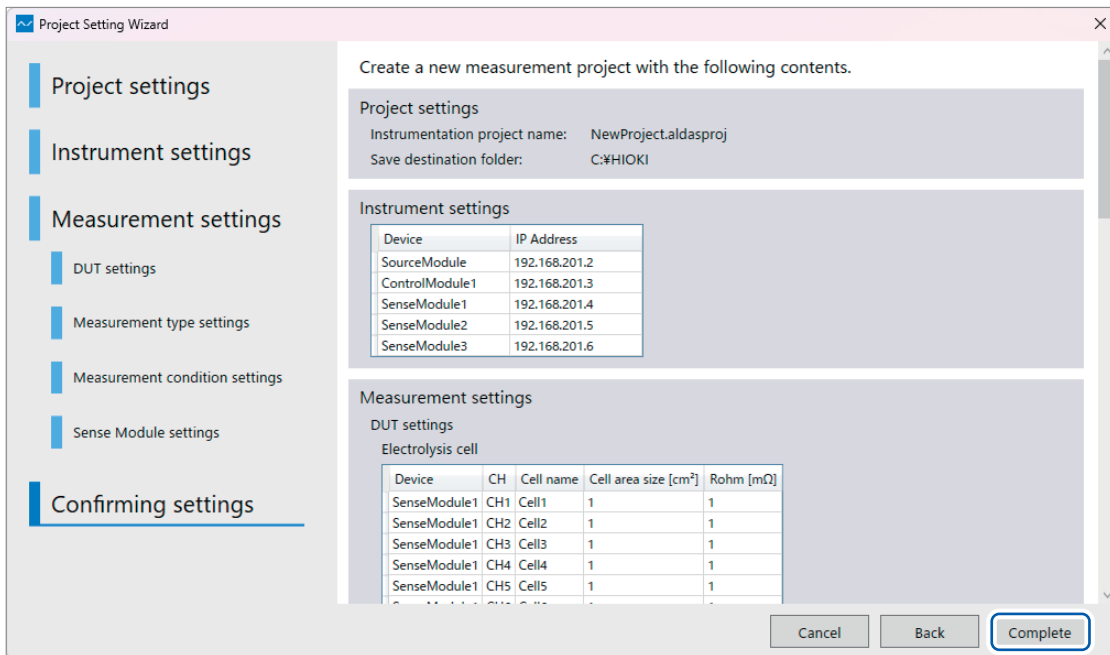 Project Setting Wizard
Project settings
Instrument settings
Measurement settings
DUT settings
Measurement type settings
Measurement condition settings
Sense Module settings
Confirming settings
Create a new measurement project with the following contents.
Project settings
Instrumentation project name: NewProject.aldasproj
Save destination folder: C:¥HIOKI
Instrument settings
Device IP Address
SourceModule 192.168.201.2
ControlModule1 192.168.201.3
SenseModule1 192.168.201.4
SenseModule2 192.168.201.5
SenseModule3 192.168.201.6
Measurement settings
DUT settings
Electrolysis cell
Device CH Cell name Cell area size [cm²] Rohm [mΩ]
SenseModule1 CH1 Cell1 1 1
SenseModule1 CH2 Cell2 1 1
SenseModule1 CH3 Cell3 1 1
SenseModule1 CH4 Cell4 1 1
SenseModule1 CH5 Cell5 1 1
Cancel Back Complete